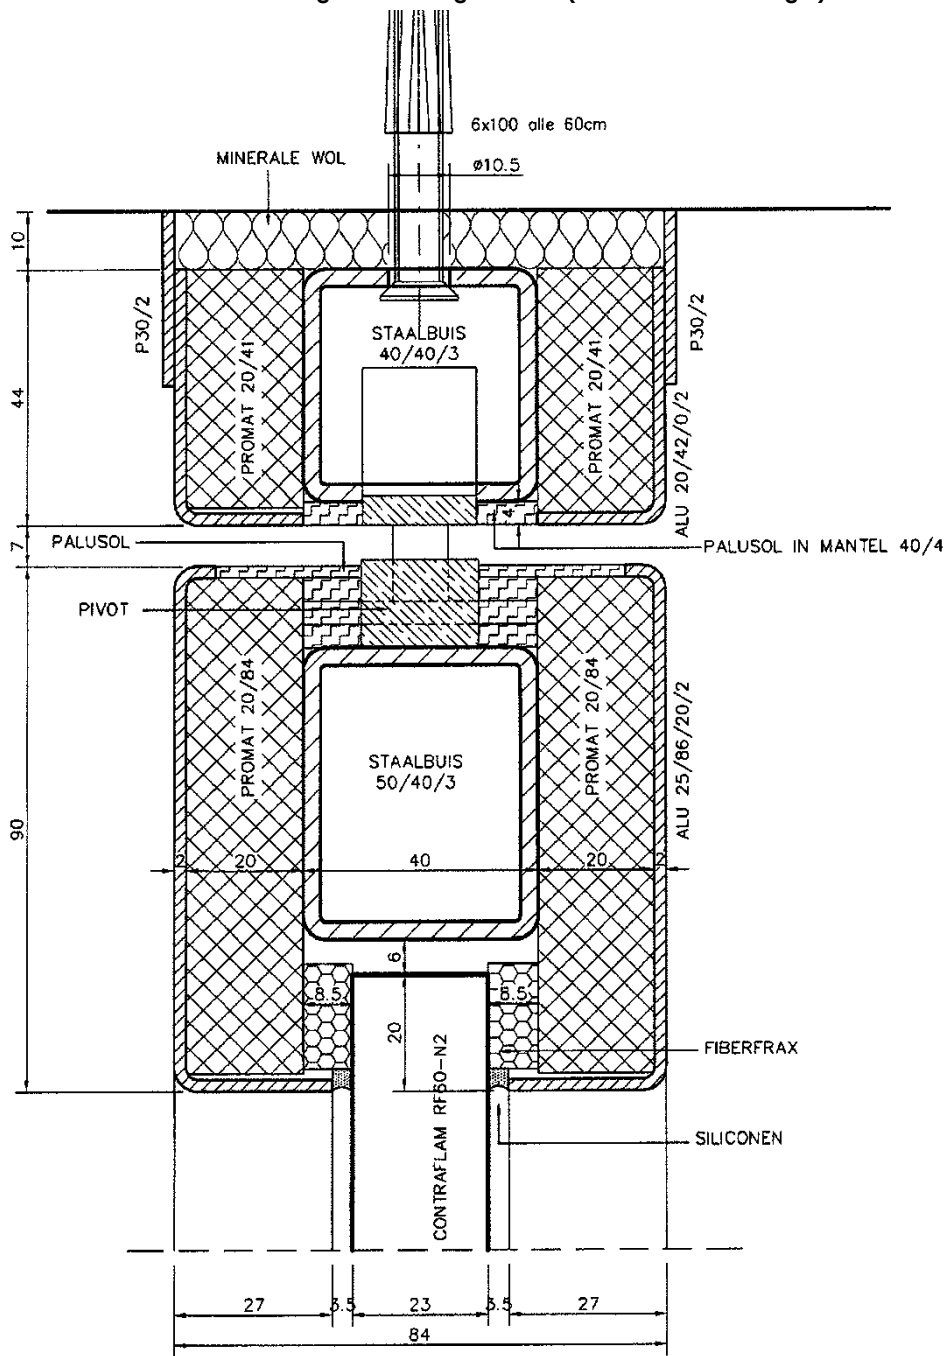 6x100 alle 60cm
MINERALE WOL
ø10.5
10
P30/2
P30/2
STAALBUIS
40/40/3
44
PROMAT 20/41
PROMAT 20/41
ALU 20/42/0/2
4
7
PALUSOL
PALUSOL IN MANTEL 40/4
PIVOT
PROMAT 20/84
PROMAT 20/84
ALU 25/86/20/2
STAALBUIS
50/40/3
90
2
20
40
20
2
6
8.5
8.5
20
FIBERFRAX
CONTRAFLAM RF60-N2
SILICONEN
27
3.5
23
3.5
27
84